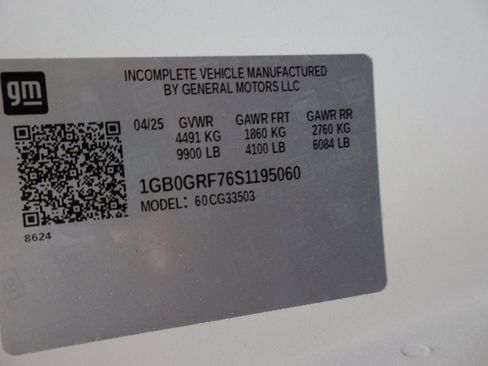 gm
INCOMPLETE VEHICLE MANUFACTURED
BY GENERAL MOTORS LLC
04/25 GVWR GAWR FRT GAWR RR
4491 KG 1860 KG 2760 KG
9900 LB 4100 LB 6084 LB
1GB0GRF76S1195060
MODEL: 60CG33503
8624